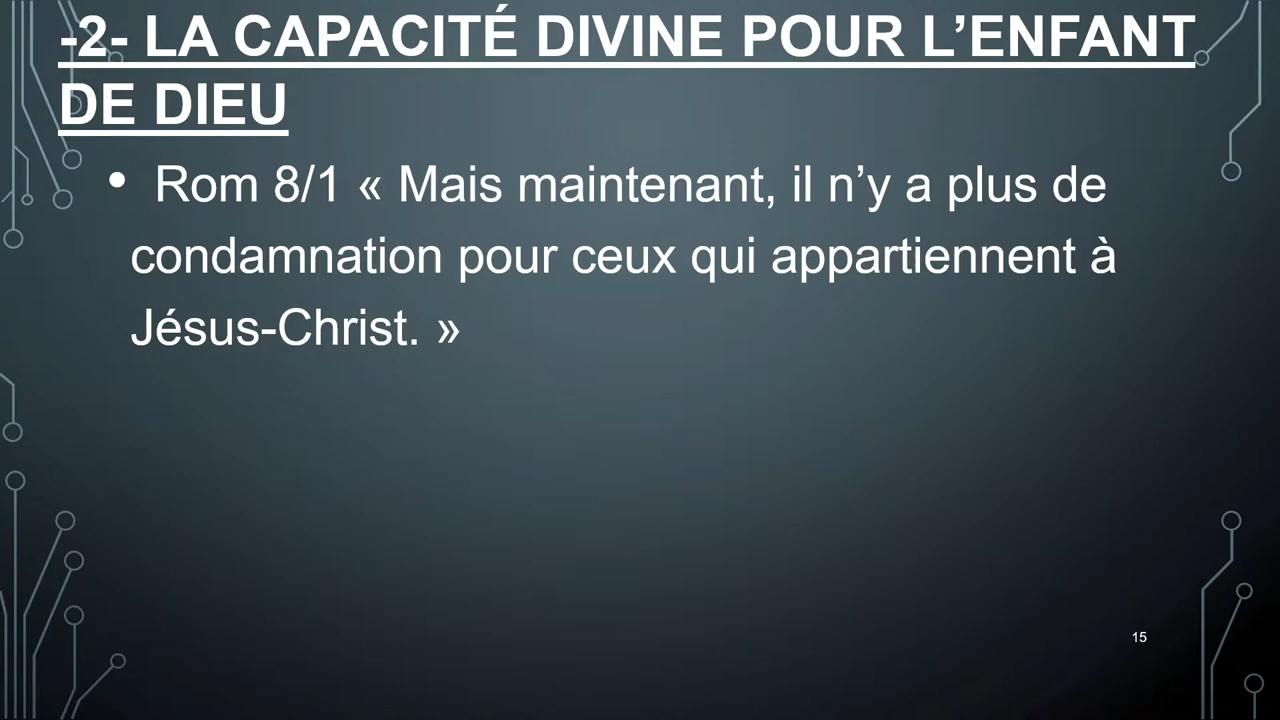 -2- LA CAPACITÉ DIVINE POUR L’ENFANT
DE DIEU
• Rom 8/1 « Mais maintenant, il n’y a plus de
condamnation pour ceux qui appartiennent à
Jésus-Christ. »
15